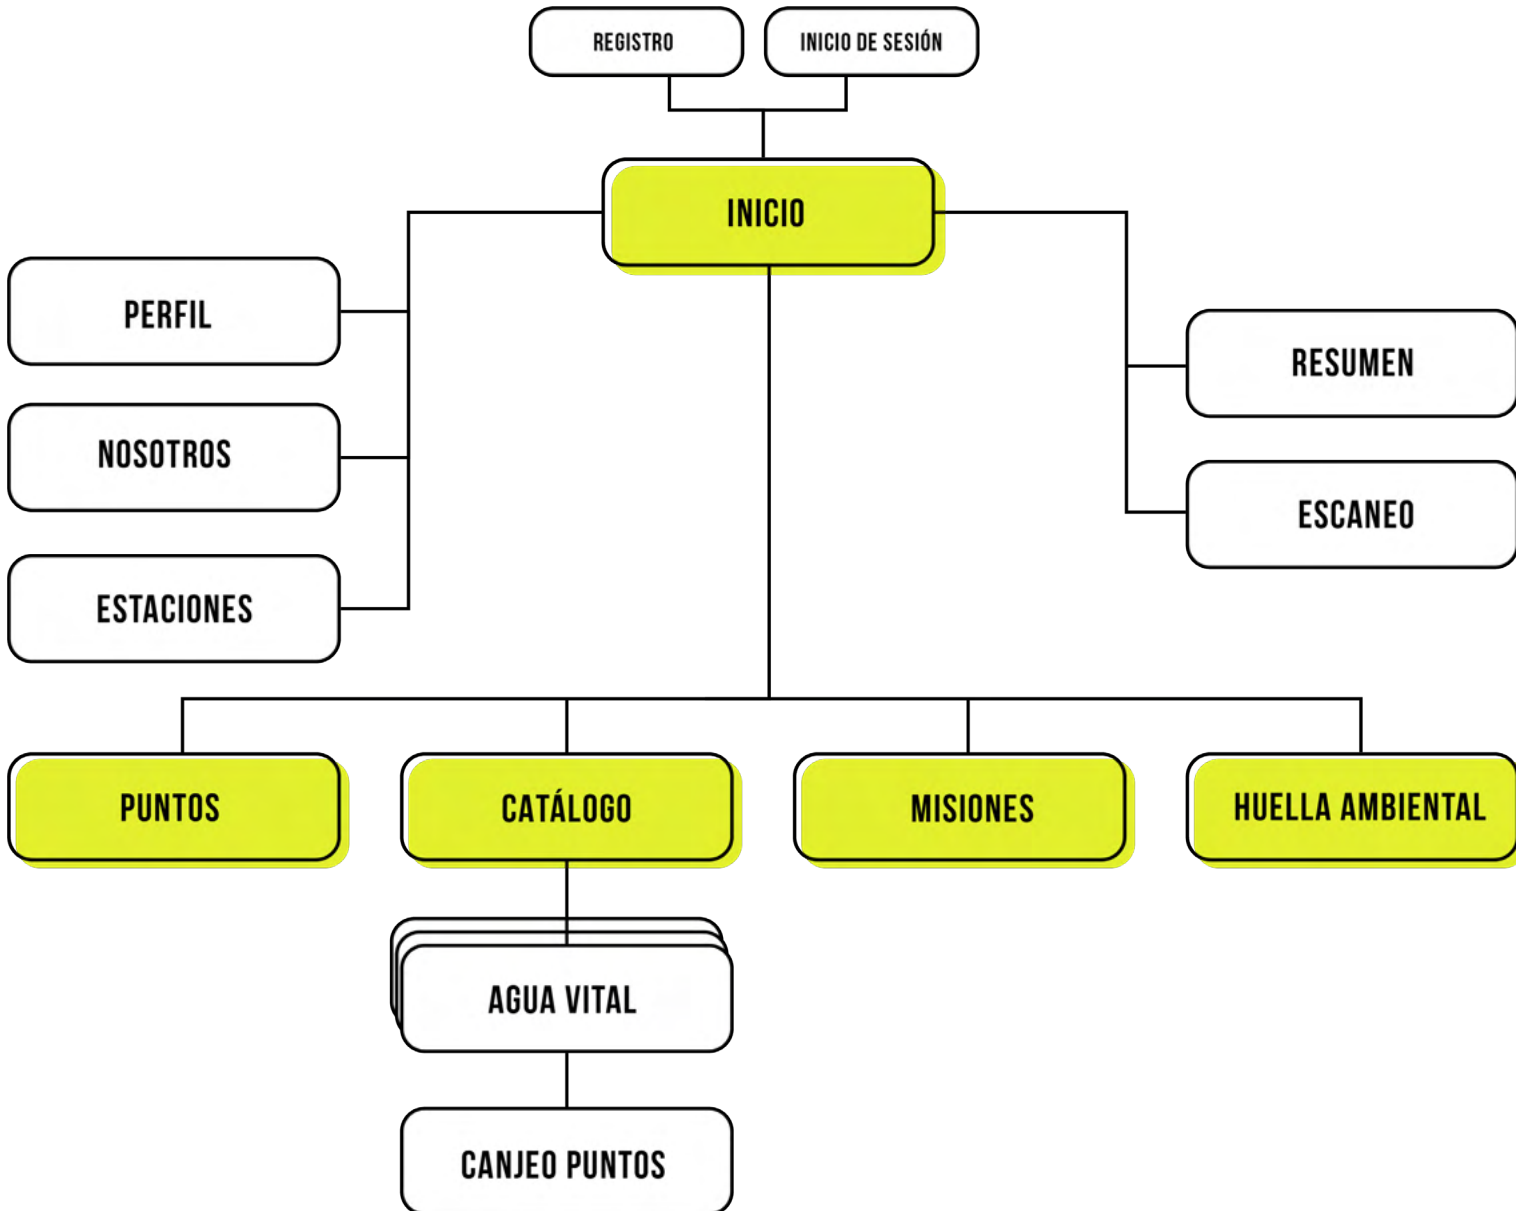 REGISTRO
INICIO DE SESIÓN
INICIO
PERFIL
NOSOTROS
ESTACIONES
RESUMEN
ESCANEO
PUNTOS
CATÁLOGO
MISIONES
HUELLA AMBIENTAL
AGUA VITAL
CANJEO PUNTOS